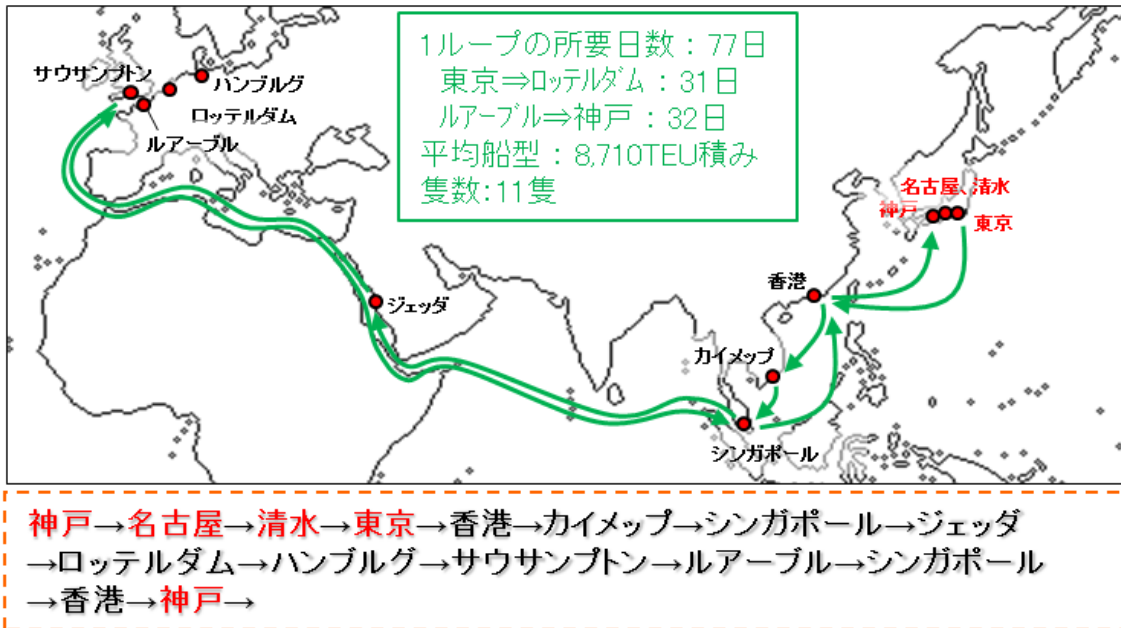 1ループの所要日数：77日
東京⇒ロッテルダム：31日
ルアーブル⇒神戸：32日
平均船型：8,710TEU積み
隻数:11隻
サウサンプトン
ハンブルグ
ロッテルダム
ルアーブル
名古屋、清水
神戸
東京
香港
ジェッダ
カイメップ
シンガポール
神戸→名古屋→清水→東京→香港→カイメップ→シンガポール→ジェッダ
→ロッテルダム→ハンブルグ→サウサンプトン→ルアーブル→シンガポール
→香港→神戸→